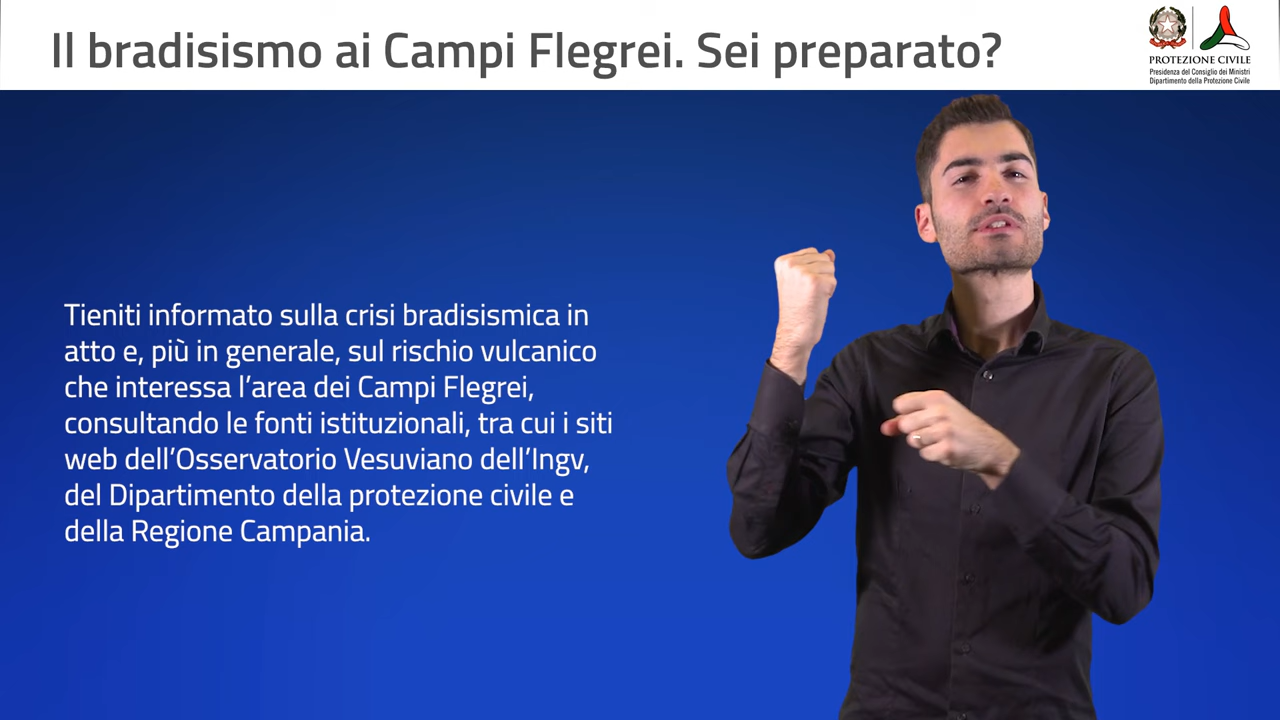 Il bradisismo ai Campi Flegrei. Sei preparato?
PROTEZIONE CIVILE
Presidenza del Consiglio dei Ministri
Dipartimento della Protezione Civile
Tieniti informato sulla crisi bradisismica in
atto e, più in generale, sul rischio vulcanico
che interessa l’area dei Campi Flegrei,
consultando le fonti istituzionali, tra cui i siti
web dell’Osservatorio Vesuviano dell’Ingv,
del Dipartimento della protezione civile e
della Regione Campania.